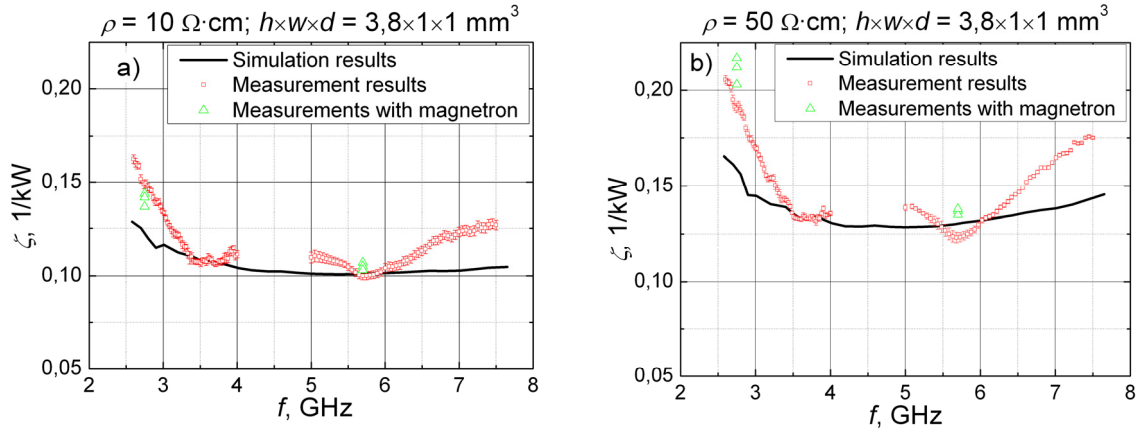 ρ = 10 Ω·cm; h×w×d = 3,8×1×1 mm³
a)
Simulation results
Measurement results
Measurements with magnetron
0,20
0,15
0,10
0,05
ζ, 1/kW
2 3 4 5 6 7 8
f, GHz
ρ = 50 Ω·cm; h×w×d = 3,8×1×1 mm³
b)
Simulation results
Measurement results
Measurements with magnetron
0,20
0,15
0,10
0,05
ζ, 1/kW
2 3 4 5 6 7 8
f, GHz